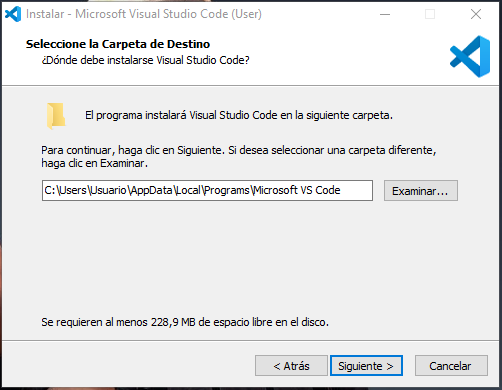 Instalar - Microsoft Visual Studio Code (User)
Seleccione la Carpeta de Destino
¿Dónde debe instalarse Visual Studio Code?
El programa instalará Visual Studio Code en la siguiente carpeta.
Para continuar, haga clic en Siguiente. Si desea seleccionar una carpeta diferente,
haga clic en Examinar.
C:\Users\Usuario\AppData\Local\Programs\Microsoft VS Code
Examinar...
Se requieren al menos 228,9 MB de espacio libre en el disco.
< Atrás
Siguiente >
Cancelar